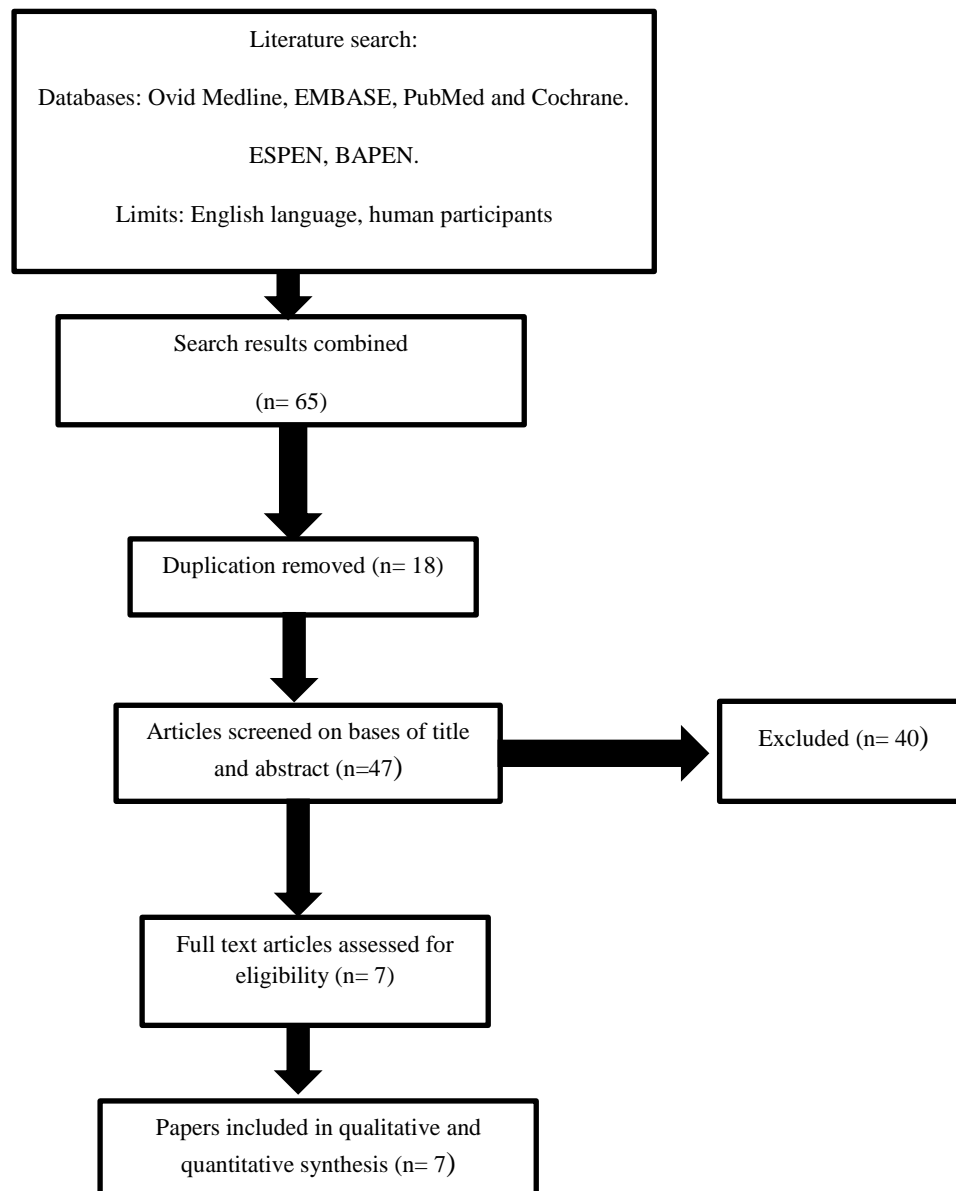 Literature search:
Databases: Ovid Medline, EMBASE, PubMed and Cochrane.
ESPEN, BAPEN.
Limits: English language, human participants
Search results combined
(n= 65)
Duplication removed (n= 18)
Articles screened on bases of title
and abstract (n=47)
Excluded (n= 40)
Full text articles assessed for
eligibility (n= 7)
Papers included in qualitative and
quantitative synthesis (n= 7)